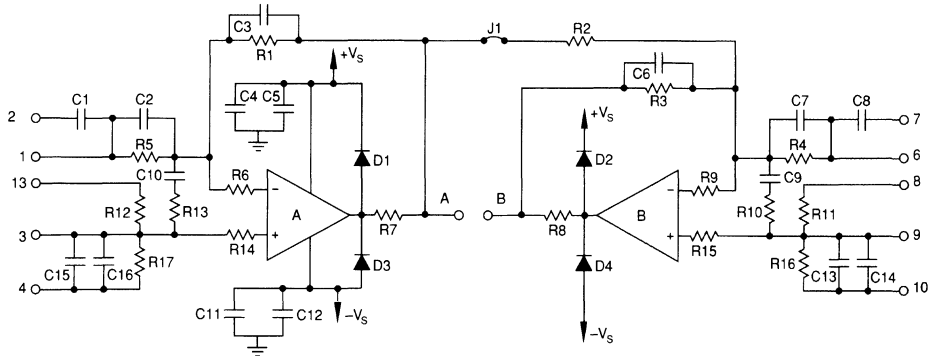 C3
R1
J1
R2
+VS
C6
R3
C4
C5
+VS
C1
C2
C7
C8
2
7
1
R5
D1
D2
R4
6
C10
R6
R9
C9
13
8
R12
R13
−
A
A
B
B
−
R10
R11
3
R14
+
R7
R8
+
R15
9
C15
C16
R17
D3
D4
R16
C13
C14
4
10
C11
C12
−VS
−VS